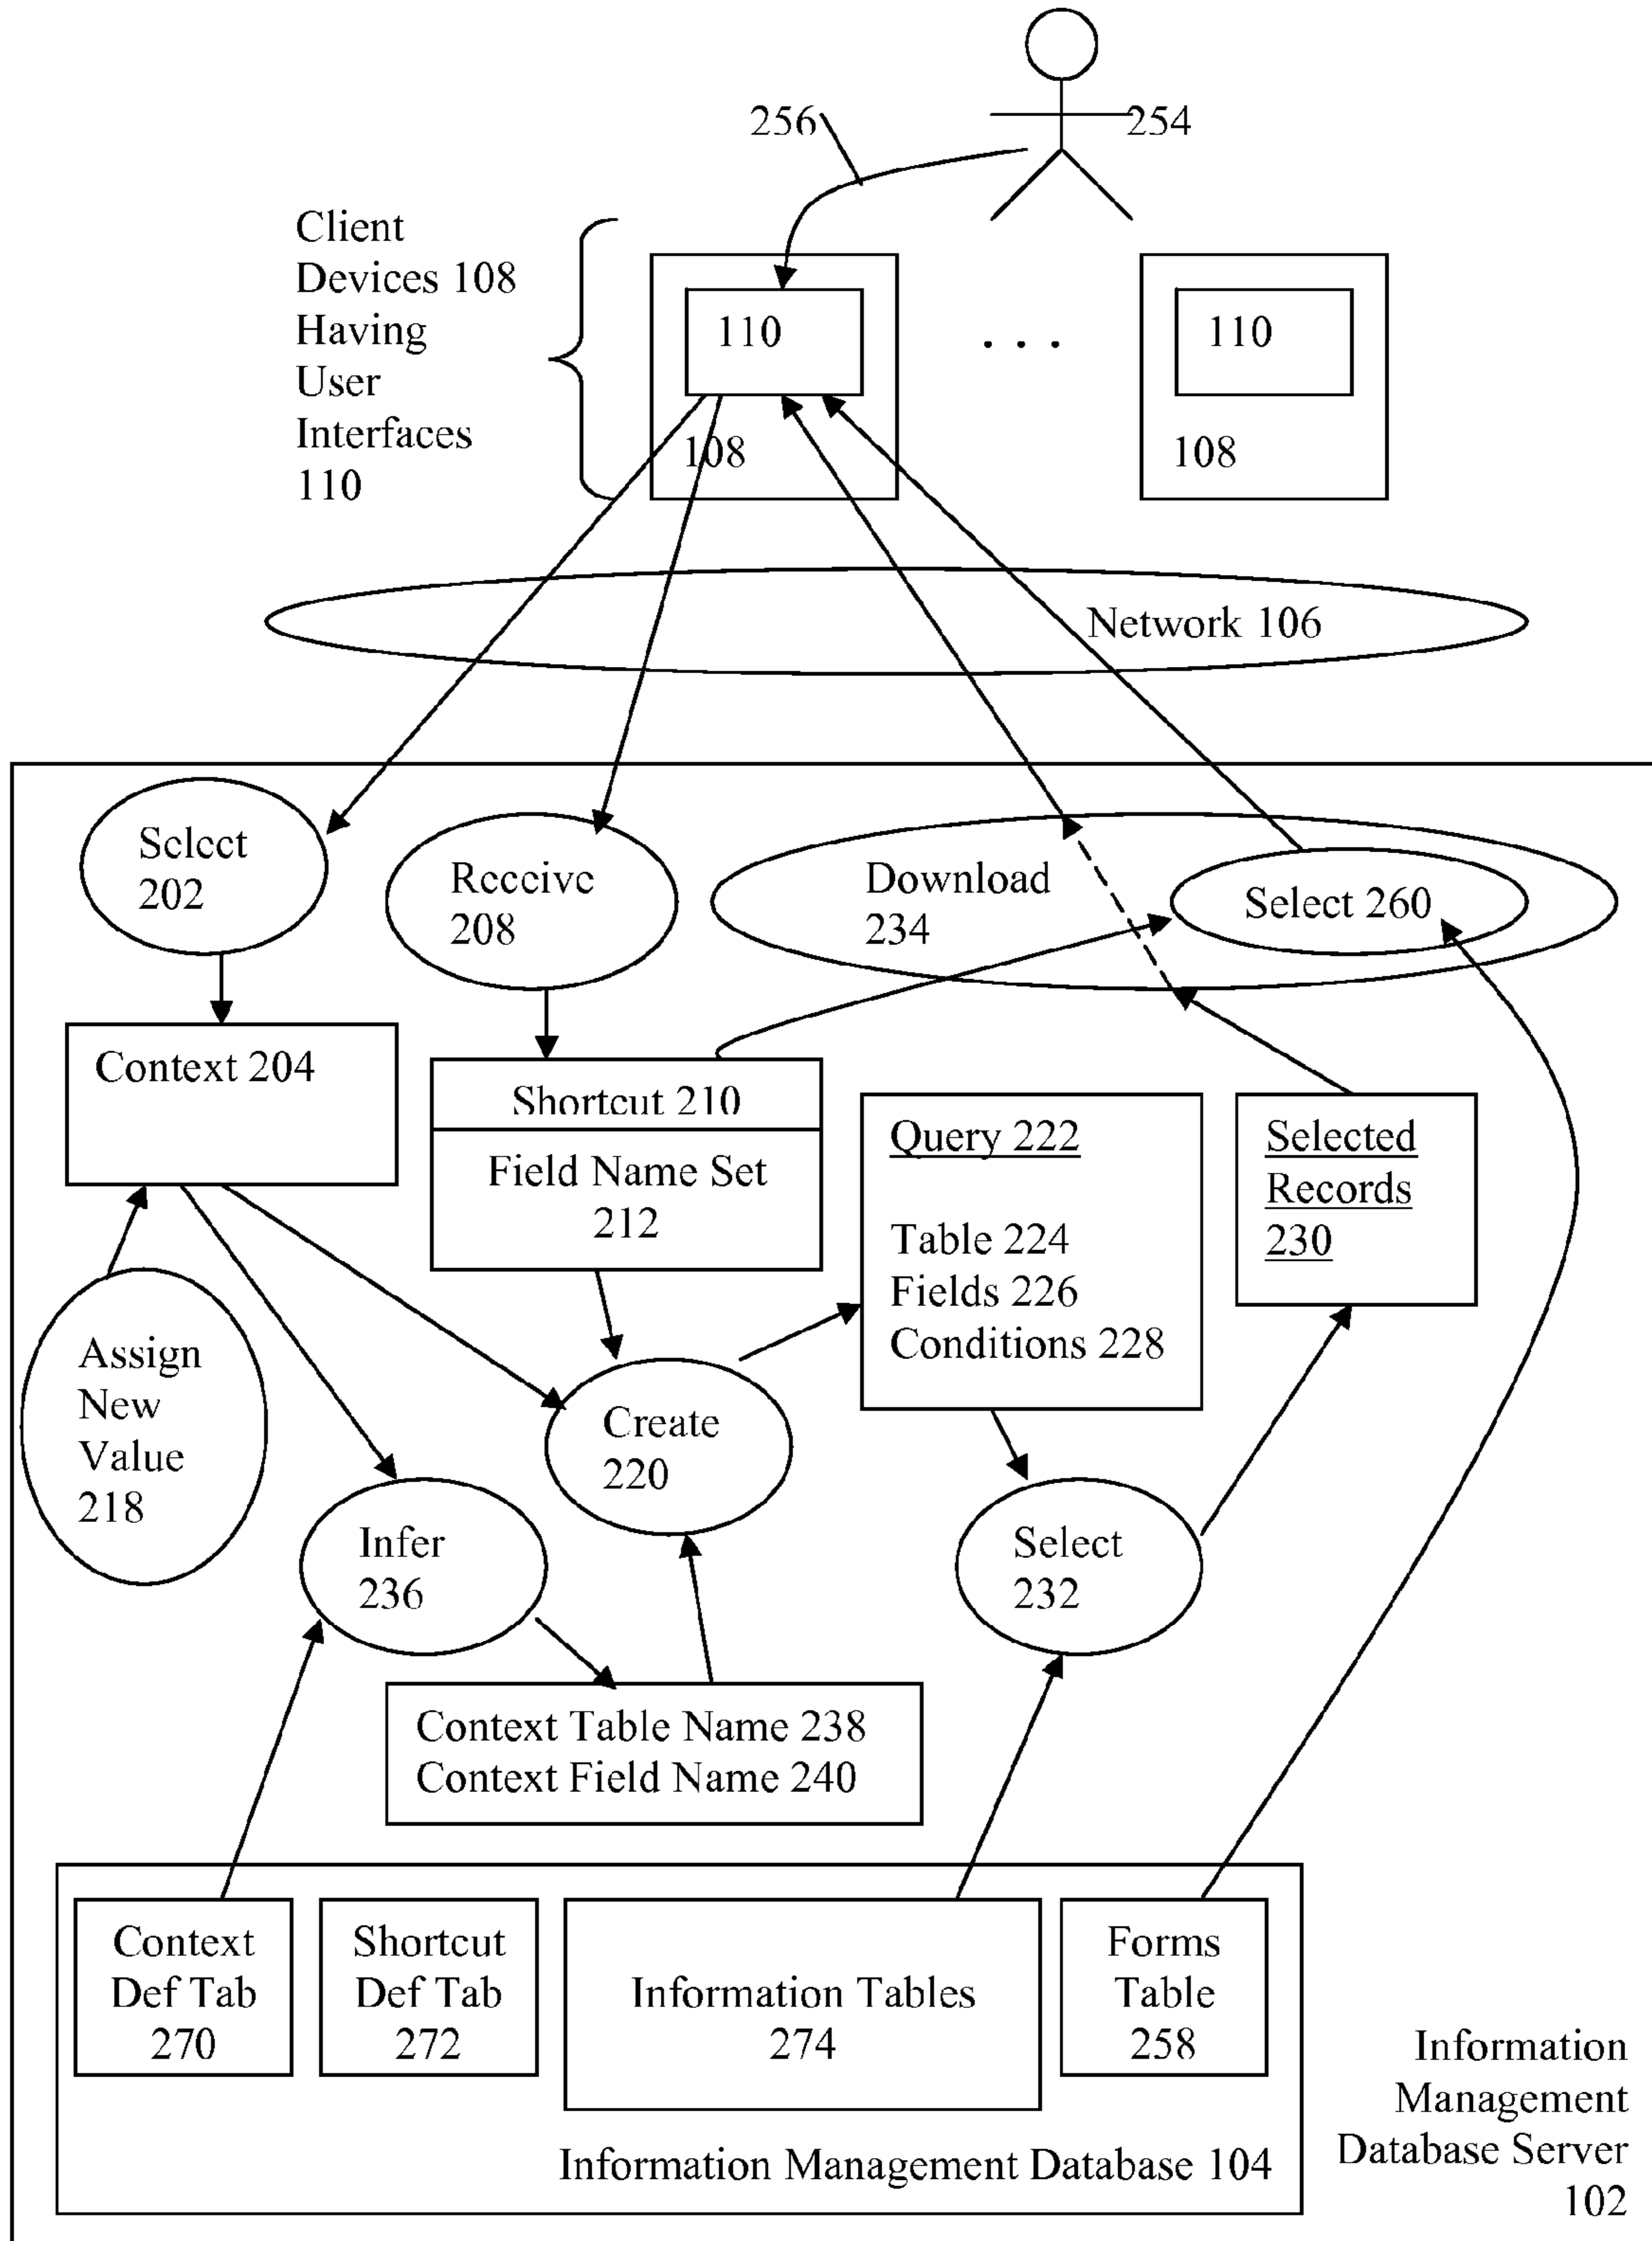 256
254
Client
Devices 108
Having
User
Interfaces
110
110
108
. . .
110
108
Network 106
Select
202
Receive
208
Download
234
Select 260
Context 204
Shortcut 210
Field Name Set
212
Query 222
Table 224
Fields 226
Conditions 228
Selected
Records
230
Assign
New
Value
218
Create
220
Infer
236
Select
232
Context Table Name 238
Context Field Name 240
Context
Def Tab
270
Shortcut
Def Tab
272
Information Tables
274
Forms
Table
258
Information Management Database 104
Information
Management
Database Server
102